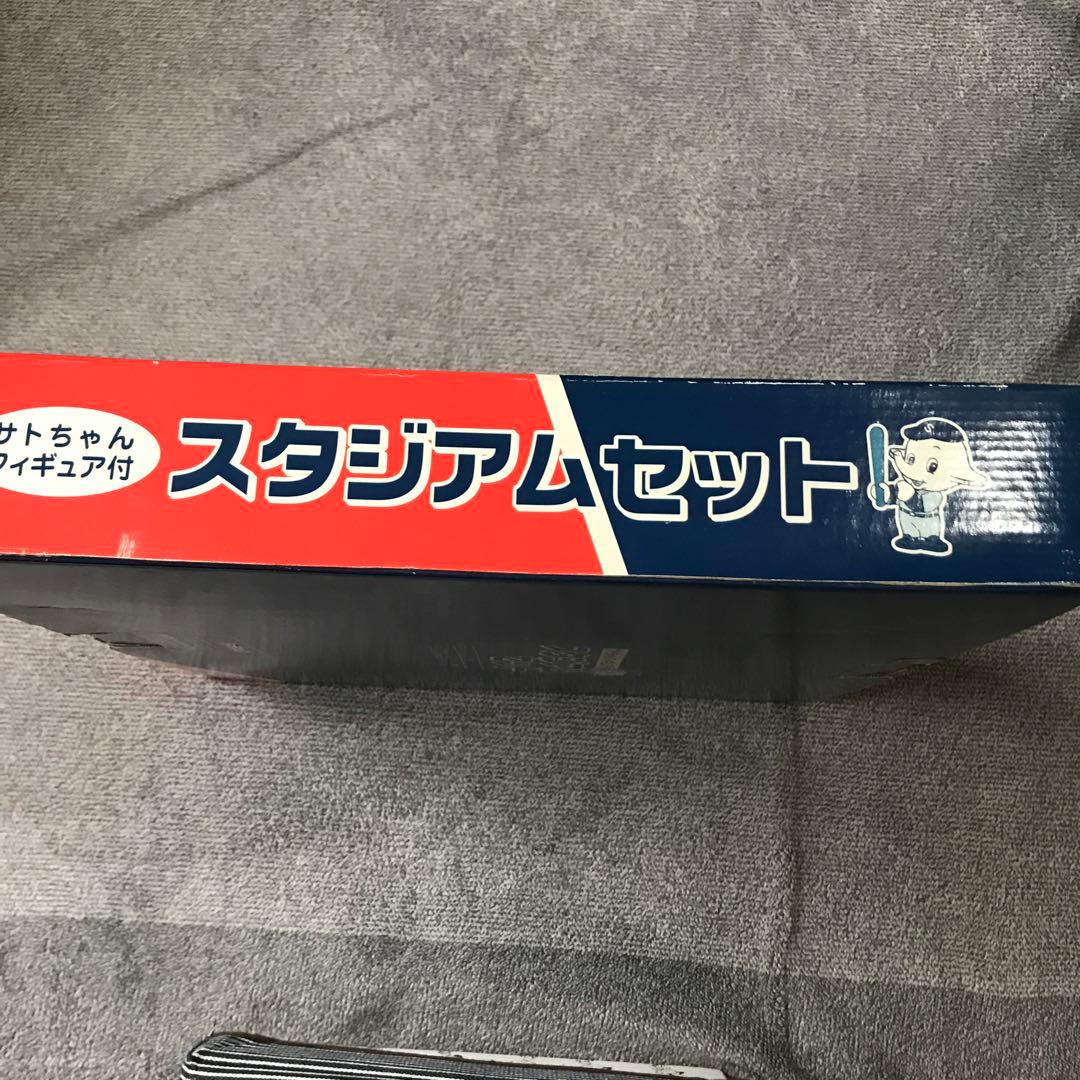 サトちゃん
フィギュア付
スタジアムセット
S